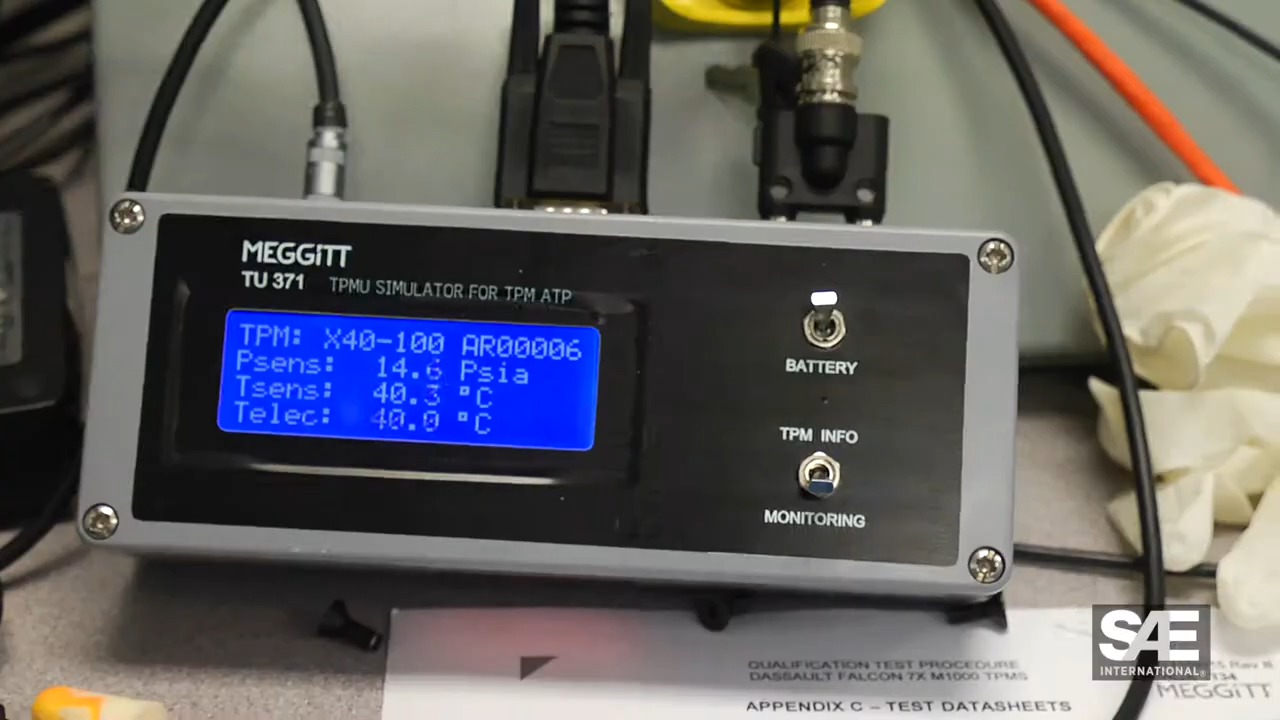 MEGGiTT
TU 371 TPMU SIMULATOR FOR TPM ATP
TPM: X40-100 AR00006
Psens: 14.6 Psia
Tsens: 40.3 °C
Telec: 40.0 °C
BATTERY
TPM INFO
MONITORING
QUALIFICATION TEST PROCEDURE
DASSAULT FALCON 7X M1000 TPMS
APPENDIX C – TEST DATASHEETS
MEGGiTT
SAE
INTERNATIONAL®